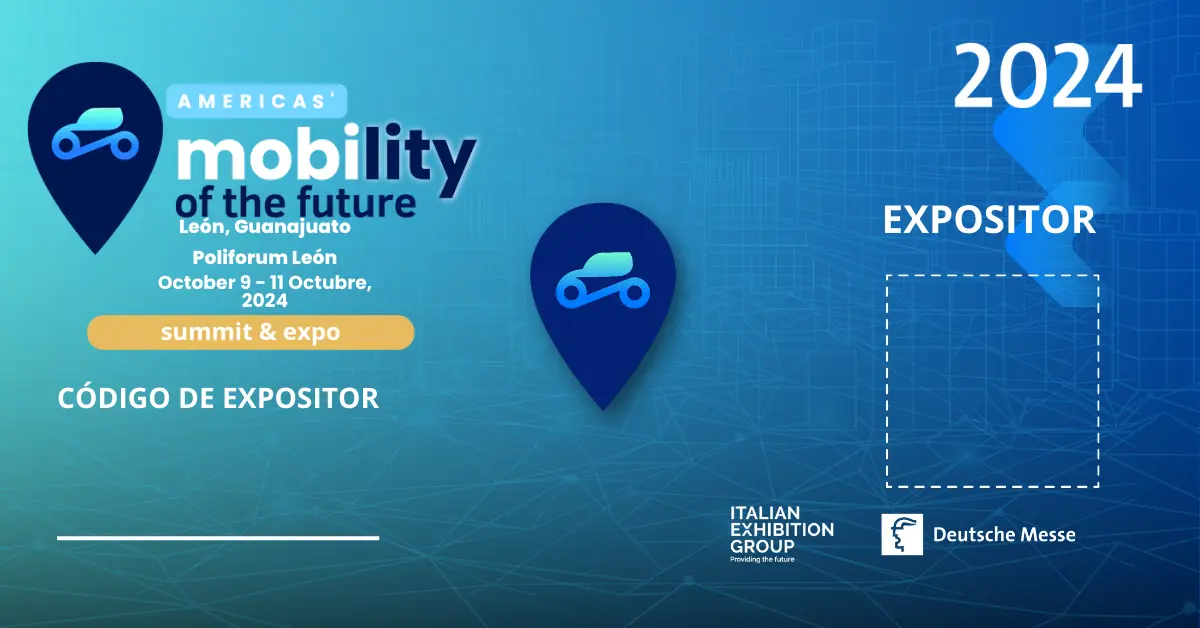 AMERICAS'
mobility
of the future
León, Guanajuato
Poliforum León
October 9 - 11 Octubre,
2024
summit & expo
CÓDIGO DE EXPOSITOR
2024
EXPOSITOR
ITALIAN
EXHIBITION
GROUP
Providing the future
Deutsche Messe